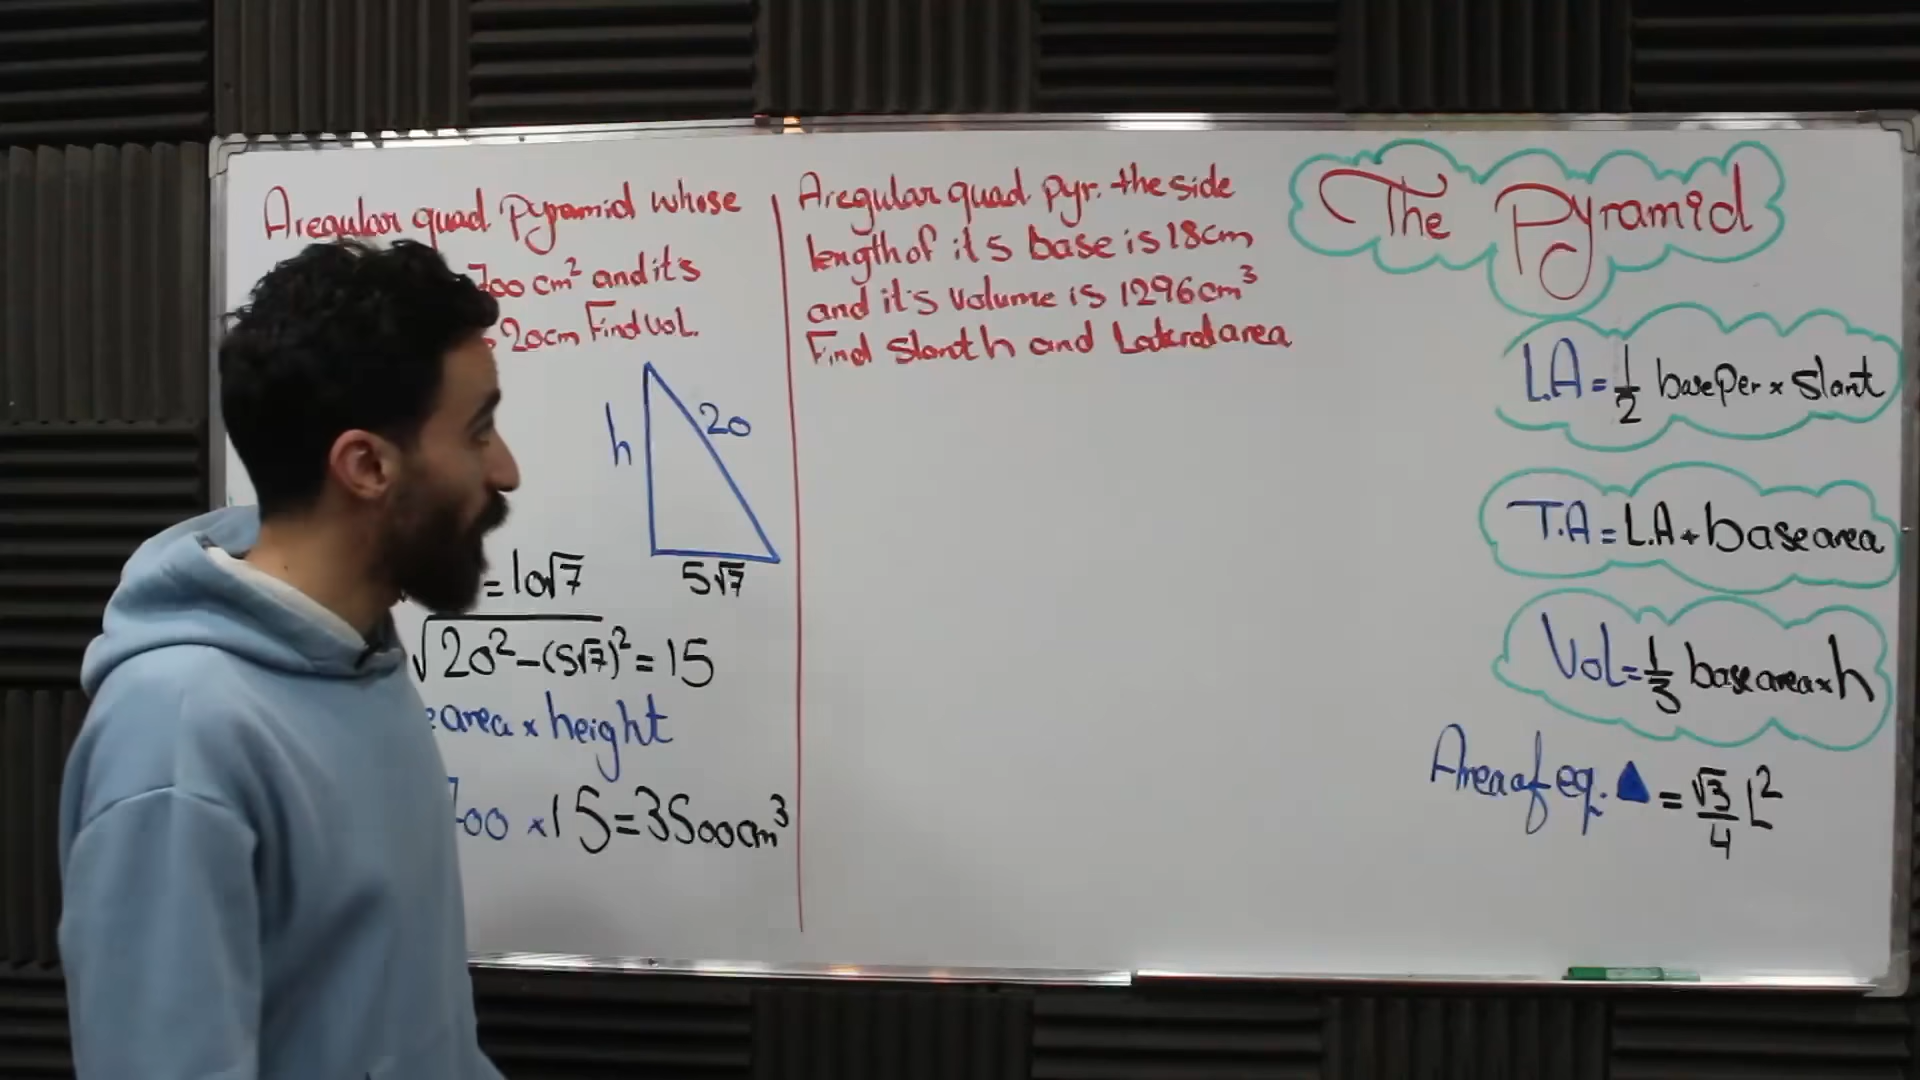 A regular quad. Pyramid whose
700 cm² and it's
20cm Find vol.
h
20
5√7
= 10√7
√20² - (5√7)² = 15
area × height
700 × 15 = 3500 cm³
A regular quad. pyr. the side
length of it's base is 18cm
and it's volume is 1296cm³
Find Slant h and Lateral area
The Pyramid
L.A = 1/2 base Per × Slant
T.A = L.A + base area
Vol = 1/3 base area × h
Area of eq. ▲ = √3/4 L²